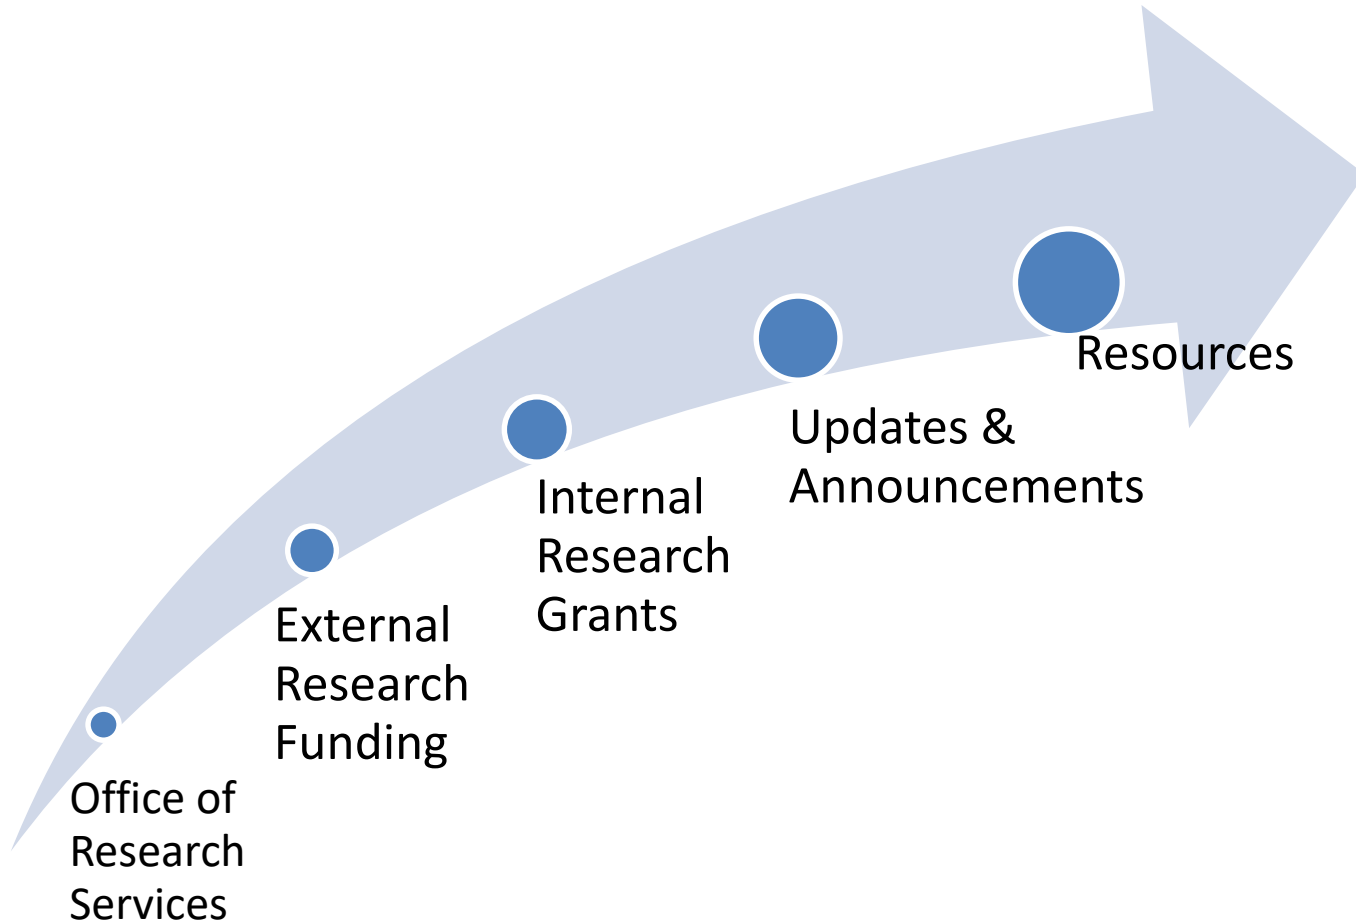 Office of
Research
Services
External
Research
Funding
Internal
Research
Grants
Updates &
Announcements
Resources